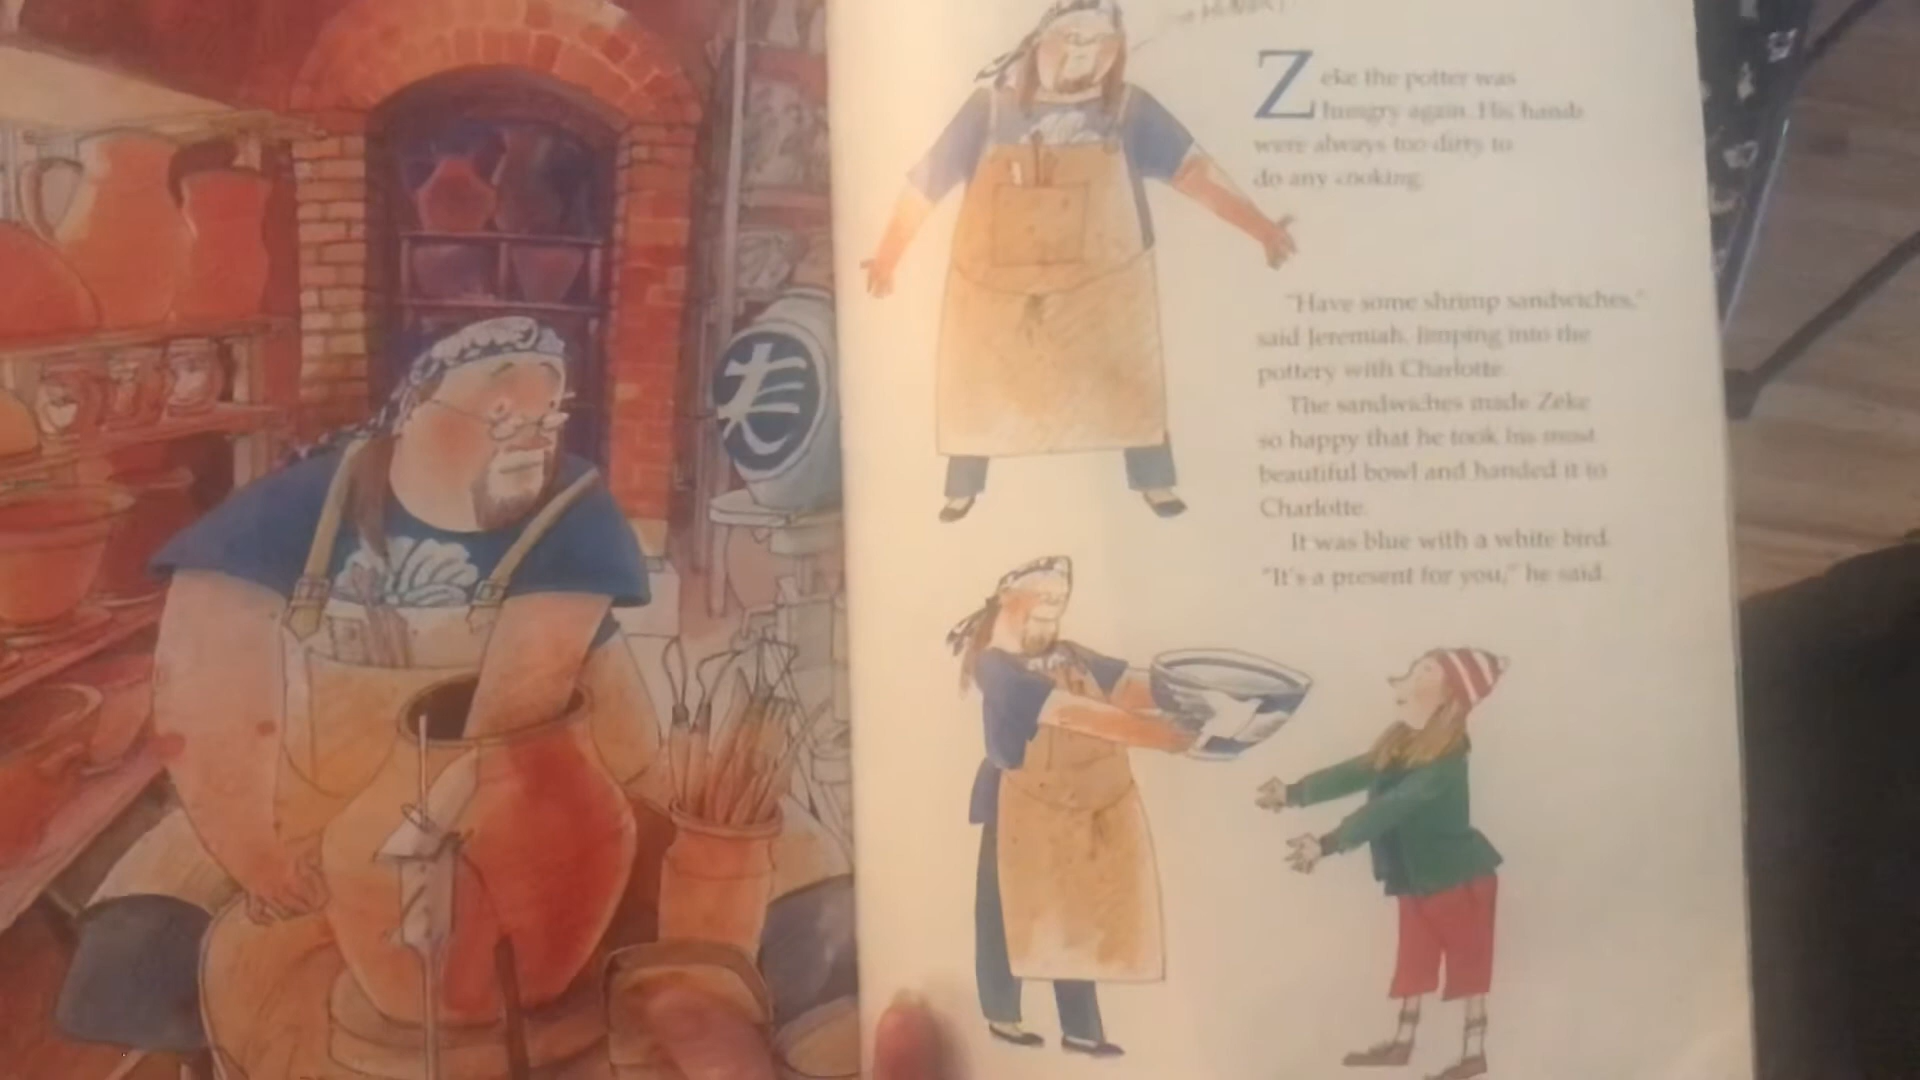 Zeke the potter was
hungry again. His hands
were always too dirty to
do any cooking.
"Have some shrimp sandwiches,"
said Jeremiah, limping into the
pottery with Charlotte.
The sandwiches made Zeke
so happy that he took his most
beautiful bowl and handed it to
Charlotte.
It was blue with a white bird.
"It's a present for you," he said.